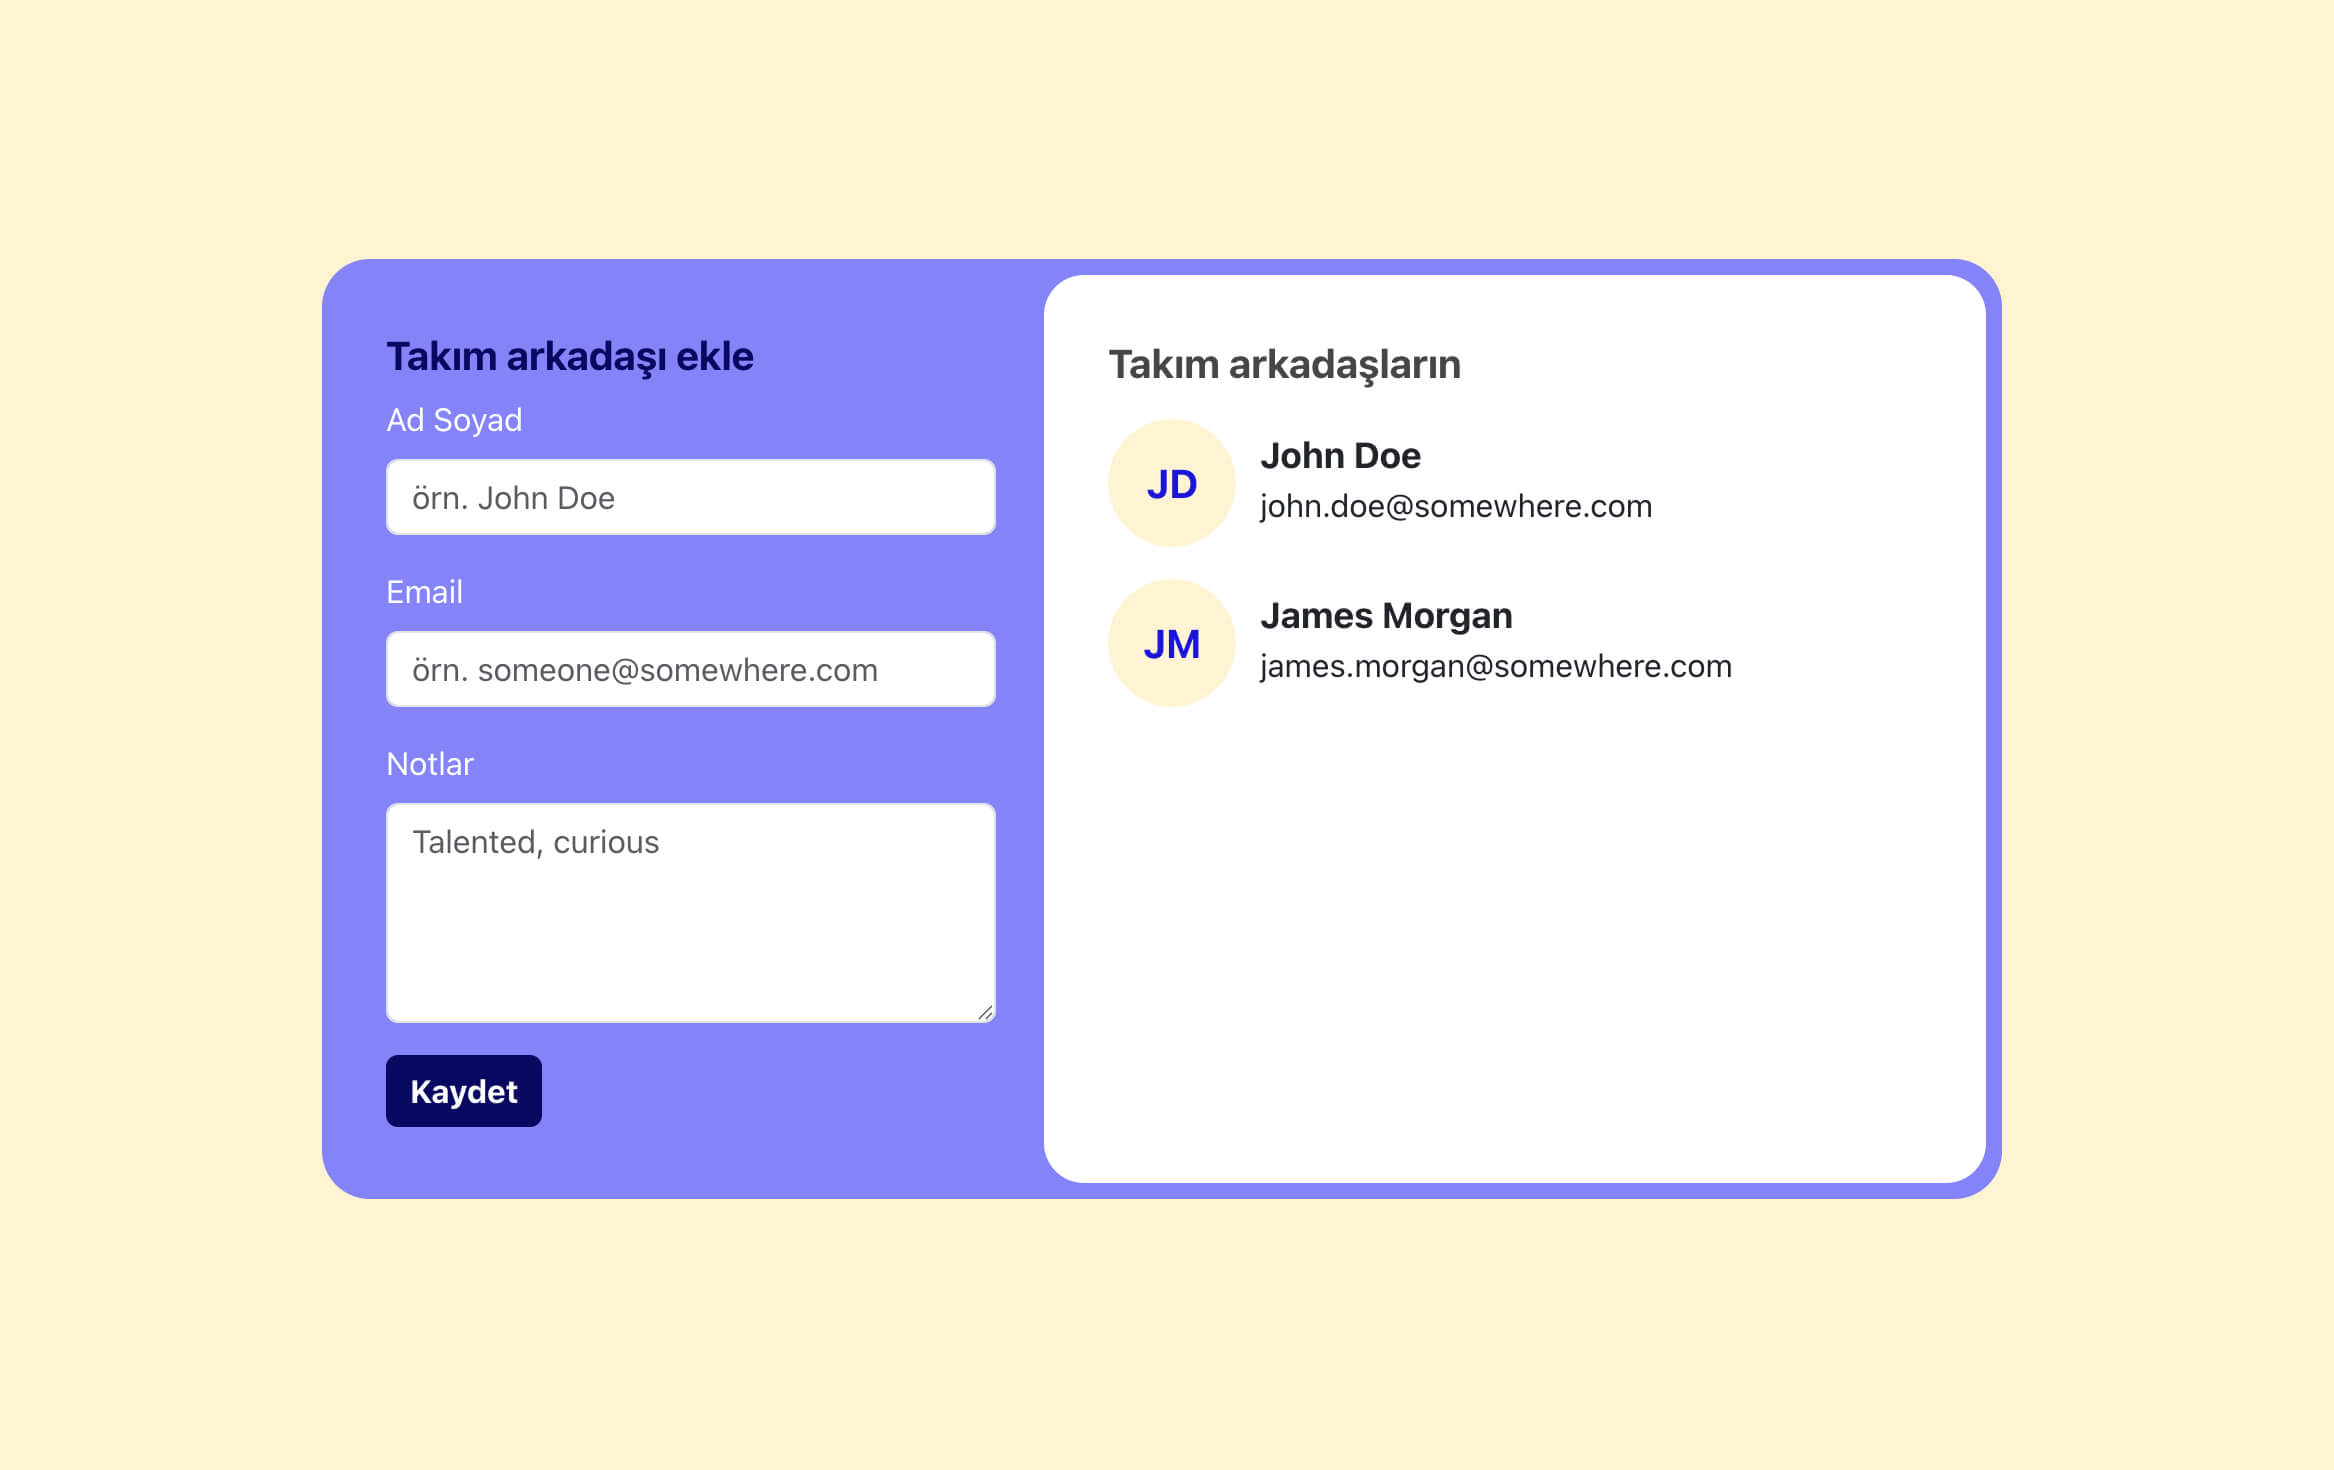 Takım arkadaşı ekle
Ad Soyad
örn. John Doe
Email
örn. someone@somewhere.com
Notlar
Talented, curious
Kaydet
Takım arkadaşların
JD
John Doe
john.doe@somewhere.com
JM
James Morgan
james.morgan@somewhere.com